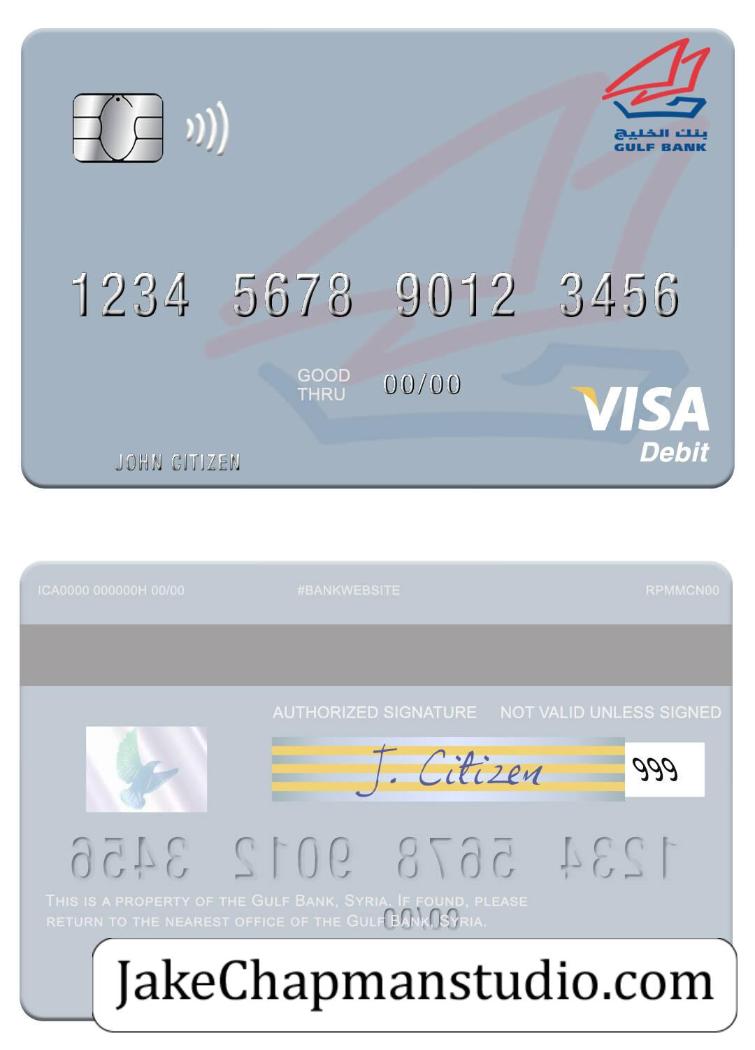 بنك الخليج
GULF BANK
1234 5678 9012 3456
GOOD
THRU 00/00
VISA
Debit
JOHN CITIZEN
ICA0000 000000H 00/00 #BANKWEBSITE RPMMCN00
AUTHORIZED SIGNATURE NOT VALID UNLESS SIGNED
J. Citizen 999
1234 5678 9012 3456
THIS IS A PROPERTY OF THE GULF BANK, SYRIA. IF FOUND, PLEASE
RETURN TO THE NEAREST OFFICE OF THE GULF BANK, SYRIA.
00/00
JakeChapmanstudio.com